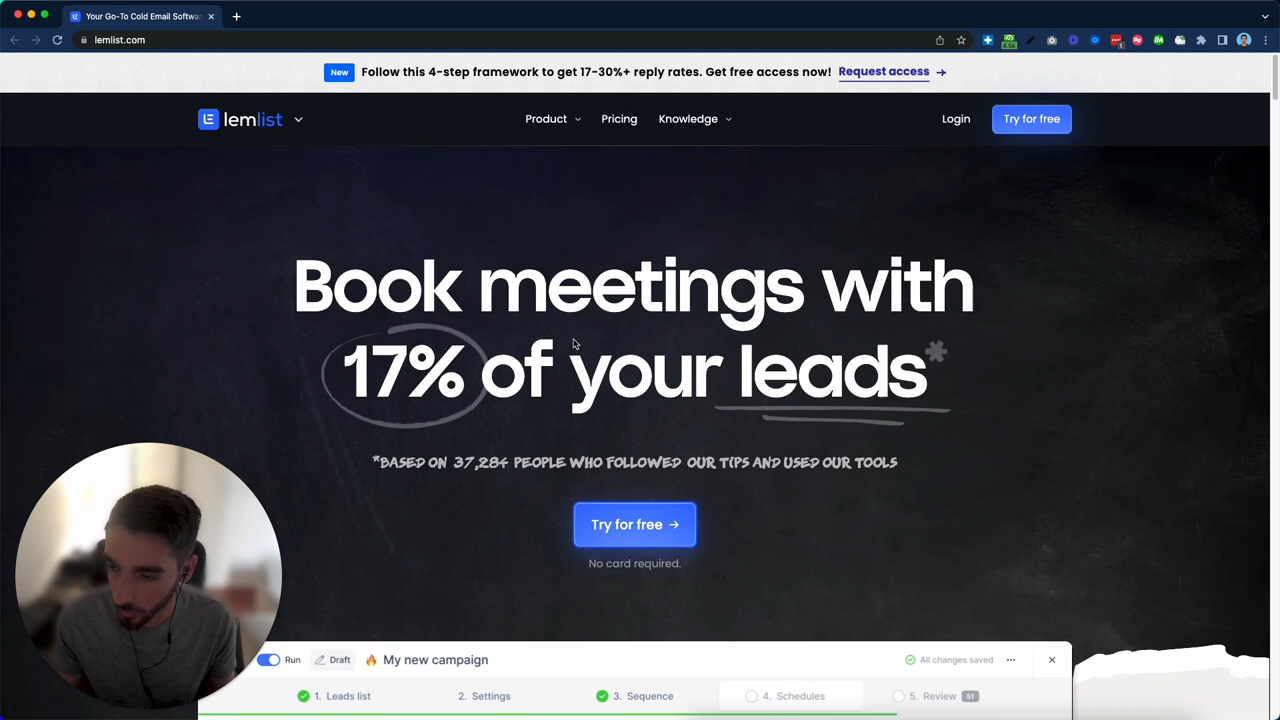 Your Go-To Cold Email Softwa
lemlist.com
New Follow this 4-step framework to get 17-30%+ reply rates. Get free access now! Request access →
lemlist Product Pricing Knowledge Login Try for free
Book meetings with
17% of your leads*
*BASED ON 37,284 PEOPLE WHO FOLLOWED OUR TIPS AND USED OUR TOOLS
Try for free →
No card required.
Run Draft 🔥 My new campaign All changes saved
1. Leads list 2. Settings 3. Sequence 4. Schedules 5. Review 51